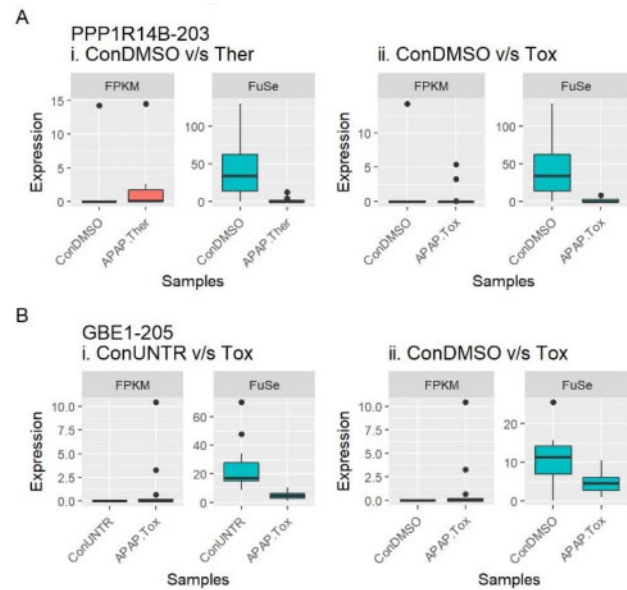 A
PPP1R14B-203
i. ConDMSO v/s Ther
ii. ConDMSO v/s Tox
FPKM
FuSe
FPKM
FuSe
Expression
15
10
5
0
100
50
0
Expression
10
5
0
100
50
0
ConDMSO
APAP.Ther
ConDMSO
APAP.Ther
ConDMSO
APAP.Tox
ConDMSO
APAP.Tox
Samples
Samples
B
GBE1-205
i. ConUNTR v/s Tox
ii. ConDMSO v/s Tox
FPKM
FuSe
FPKM
FuSe
Expression
10.0
7.5
5.0
2.5
0.0
60
40
20
0
Expression
10.0
7.5
5.0
2.5
0.0
20
10
0
ConUNTR
APAP.Tox
ConUNTR
APAP.Tox
ConDMSO
APAP.Tox
ConDMSO
APAP.Tox
Samples
Samples